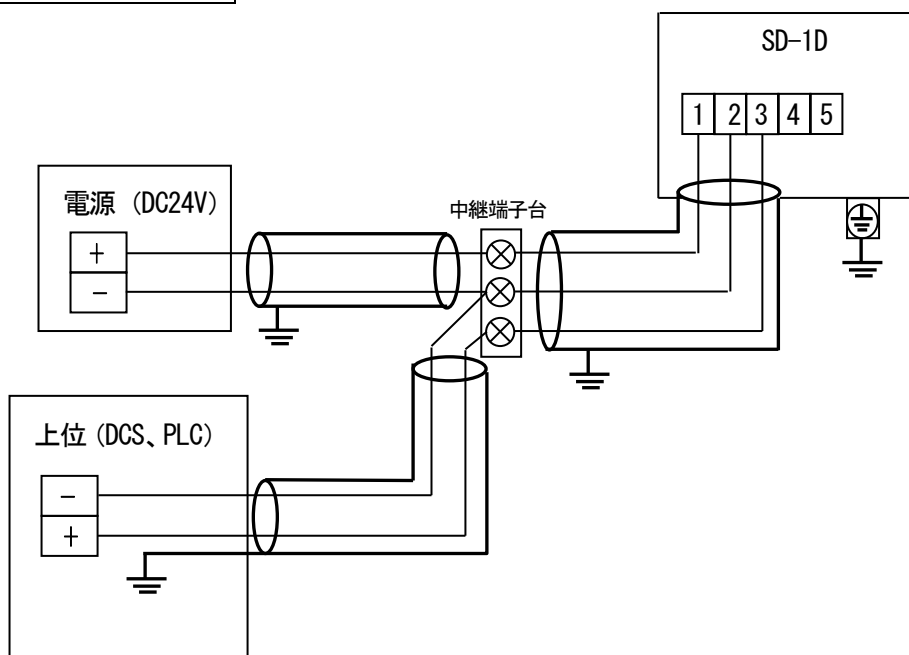 SD-1D
1 2 3 4 5
電源 (DC24V)
+
-
中継端子台
上位 (DCS、PLC)
-
+